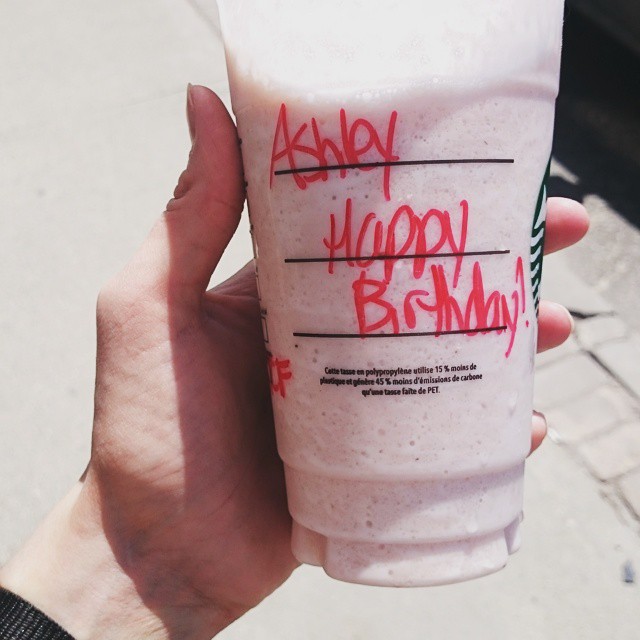 Ashley
Happy
Birthday!
CF
Cette tasse en polypropylène utilise 15 % moins de
plastique et génère 45 % moins d'émissions de carbone
qu'une tasse faite de PET.